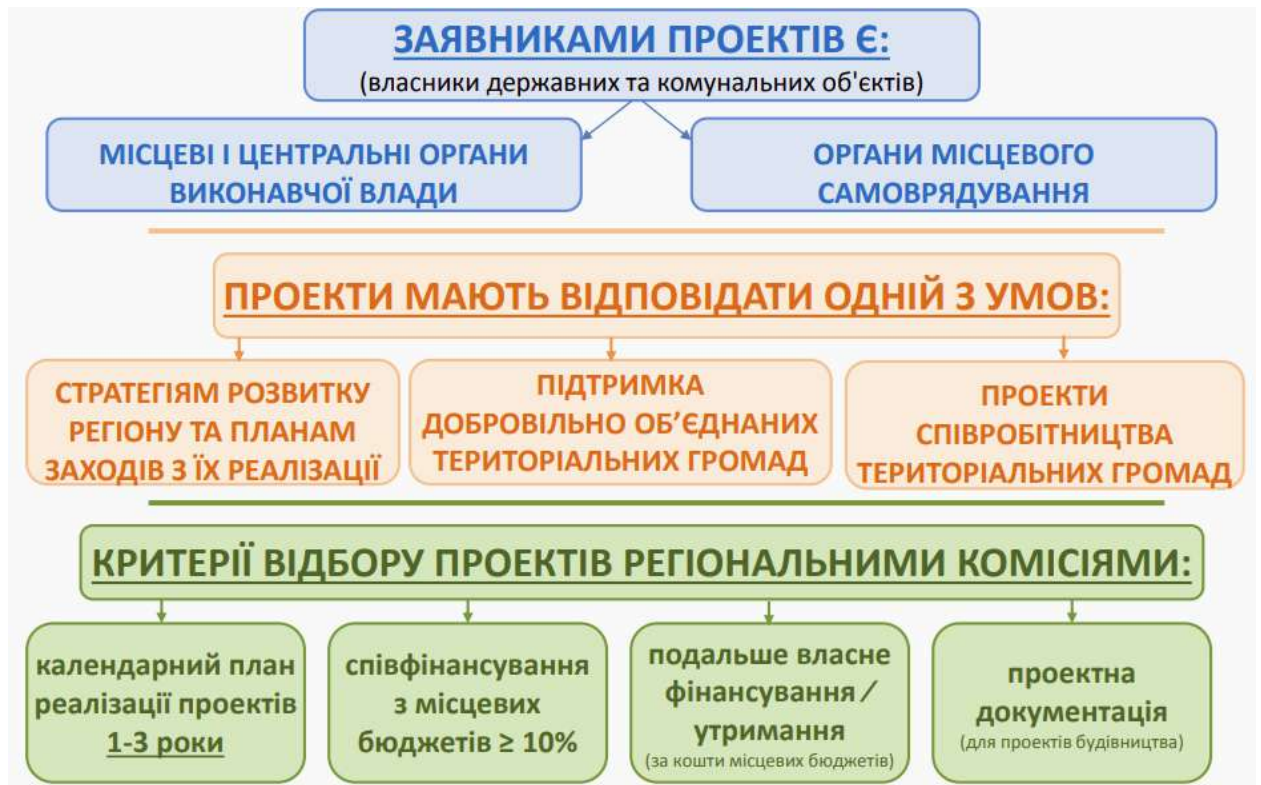 ЗАЯВНИКАМИ ПРОЕКТІВ Є:
(власники державних та комунальних об'єктів)
МІСЦЕВІ І ЦЕНТРАЛЬНІ ОРГАНИ
ВИКОНАВЧОЇ ВЛАДИ
ОРГАНИ МІСЦЕВОГО
САМОВРЯДУВАННЯ
ПРОЕКТИ МАЮТЬ ВІДПОВІДАТИ ОДНІЙ З УМОВ:
СТРАТЕГІЯМ РОЗВИТКУ
РЕГІОНУ ТА ПЛАНАМ
ЗАХОДІВ З ЇХ РЕАЛІЗАЦІЇ
ПІДТРИМКА
ДОБРОВІЛЬНО ОБ’ЄДНАНИХ
ТЕРИТОРІАЛЬНИХ ГРОМАД
ПРОЕКТИ
СПІВРОБІТНИЦТВА
ТЕРИТОРІАЛЬНИХ ГРОМАД
КРИТЕРІЇ ВІДБОРУ ПРОЕКТІВ РЕГІОНАЛЬНИМИ КОМІСІЯМИ:
календарний план
реалізації проектів
1-3 роки
співфінансування
з місцевих
бюджетів ≥ 10%
подальше власне
фінансування /
утримання
(за кошти місцевих бюджетів)
проектна
документація
(для проектів будівництва)